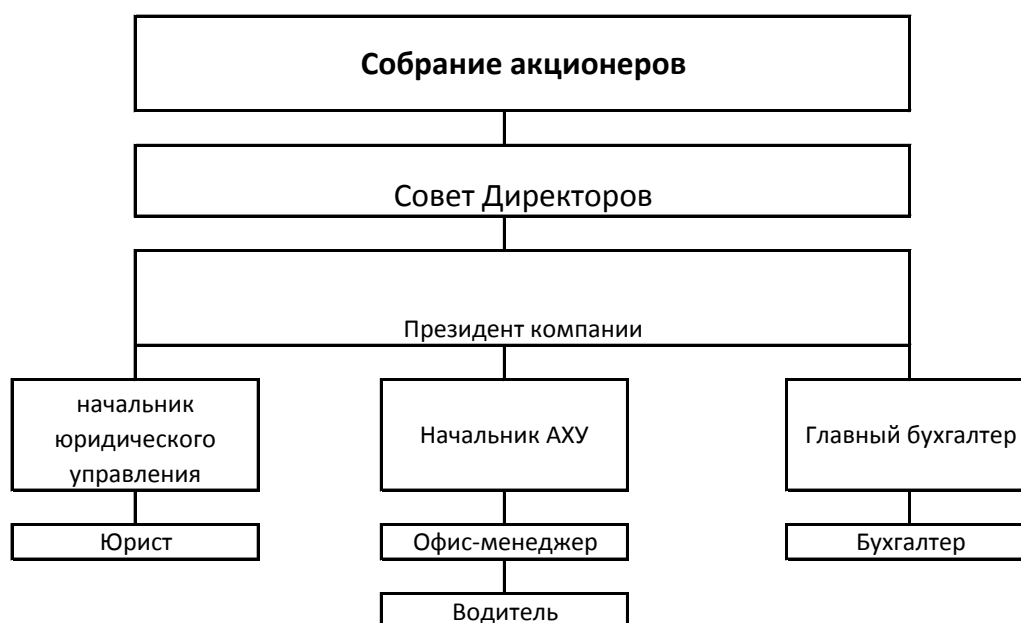 Собрание акционеров
Совет Директоров
Президент компании
начальник
юридического
управления
Начальник АХУ
Главный бухгалтер
Юрист
Офис-менеджер
Бухгалтер
Водитель